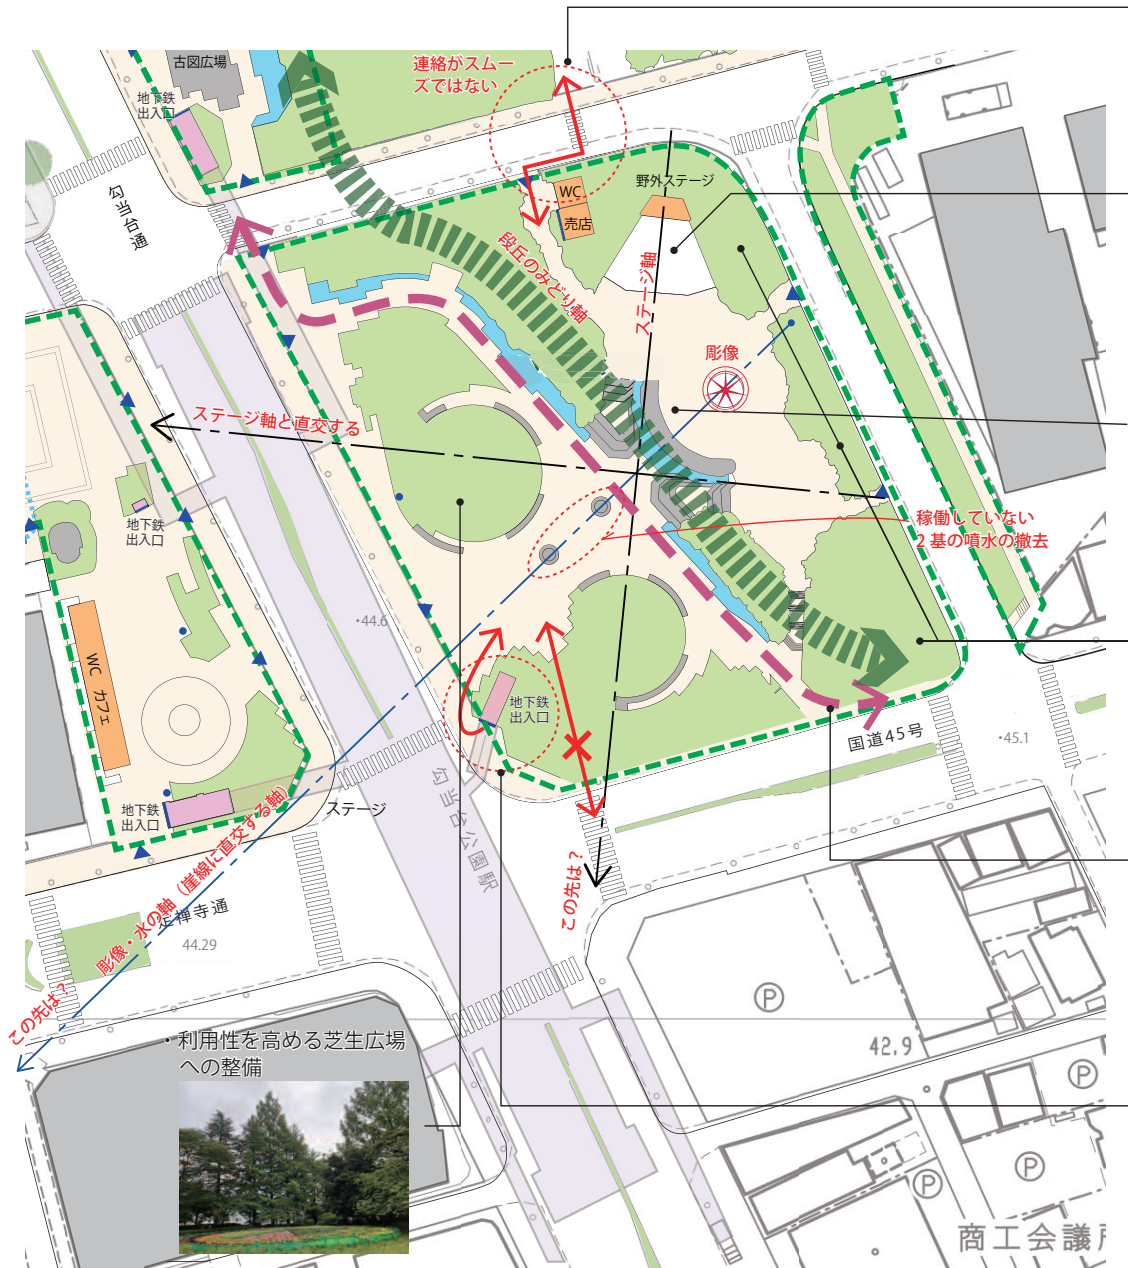 連絡がスムー
ズではない
古図広場
地下鉄
出入口
勾当台通
WC
売店
野外ステージ
段丘のみどり軸
ステージ軸
彫像
ステージ軸と直交する
稼働していない
2 基の噴水の撤去
地下鉄
出入口
・44.6
WC カフェ
地下鉄
出入口
国道45号
・45.1
地下鉄
出入口
ステージ
勾当台公園駅
彫像・水の軸（崖線に直交する軸）
定禅寺通
44.29
この先は？
この先は？
P
42.9
・利用性を高める芝生広場
への整備
P
P
P
商工会議